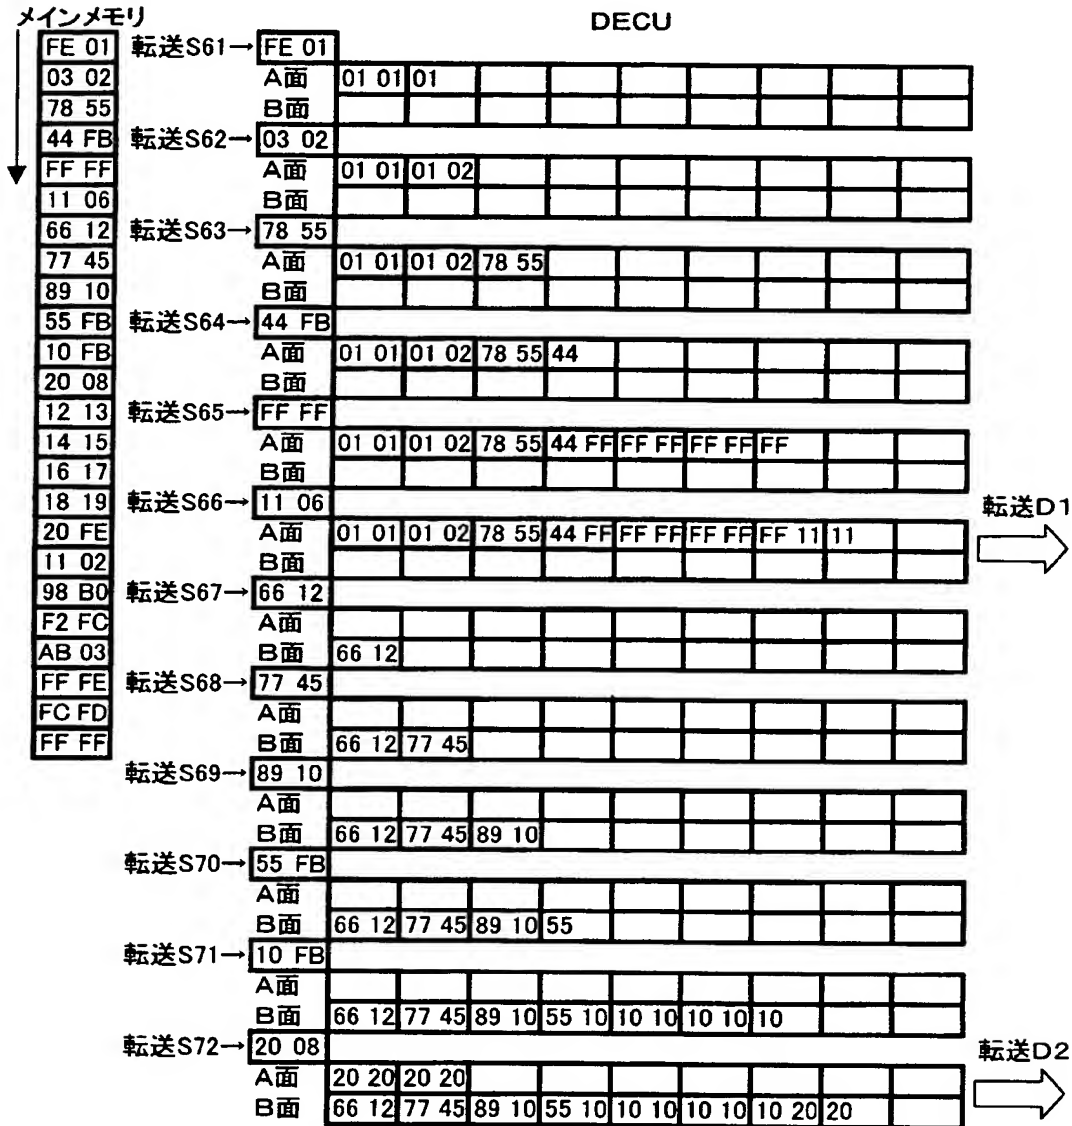 メインメモリ
DECU
FE 01 転送S61→ FE 01
03 02 A面 01 01 01
78 55 B面
44 FB 転送S62→ 03 02
FF FF A面 01 01 01 02
11 06 B面
66 12 転送S63→ 78 55
77 45 A面 01 01 01 02 78 55
89 10 B面
55 FB 転送S64→ 44 FB
10 FB A面 01 01 01 02 78 55 44
20 08 B面
12 13 転送S65→ FF FF
14 15 A面 01 01 01 02 78 55 44 FF FF FF FF FF FF
16 17 B面
18 19 転送S66→ 11 06 転送D1
20 FE A面 01 01 01 02 78 55 44 FF FF FF FF FF FF 11 11
11 02 B面
98 B0 転送S67→ 66 12
F2 FC A面
AB 03 B面 66 12
FF FE 転送S68→ 77 45
FC FD A面
FF FF B面 66 12 77 45
転送S69→ 89 10
A面
B面 66 12 77 45 89 10
転送S70→ 55 FB
A面
B面 66 12 77 45 89 10 55
転送S71→ 10 FB
A面
B面 66 12 77 45 89 10 55 10 10 10 10 10 10
転送S72→ 20 08 転送D2
A面 20 20 20 20
B面 66 12 77 45 89 10 55 10 10 10 10 10 10 20 20